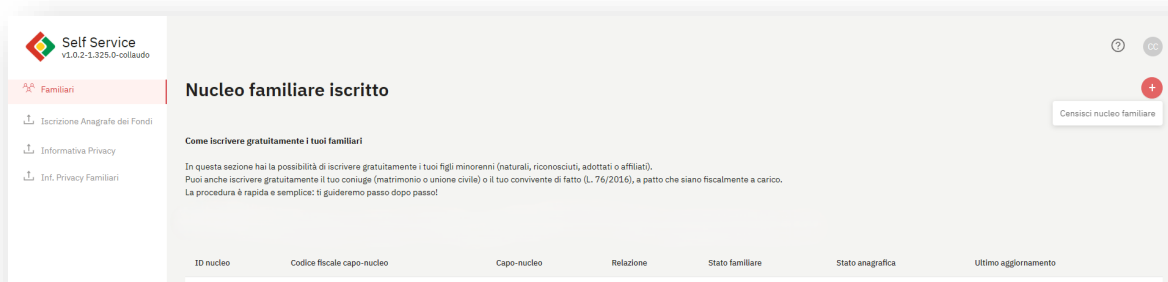 Self Service
v1.0.2-1.325.0-collaudo
CC
Familiari
Iscrizione Anagrafe dei Fondi
Informativa Privacy
Inf. Privacy Familiari
Nucleo familiare iscritto
Censisci nucleo familiare
Come iscrivere gratuitamente i tuoi familiari
In questa sezione hai la possibilità di iscrivere gratuitamente i tuoi figli minorenni (naturali, riconosciuti, adottati o affiliati).
Puoi anche iscrivere gratuitamente il tuo coniuge (matrimonio o unione civile) o il tuo convivente di fatto (L. 76/2016), a patto che siano fiscalmente a carico.
La procedura è rapida e semplice: ti guideremo passo dopo passo!
ID nucleo Codice fiscale capo-nucleo Capo-nucleo Relazione Stato familiare Stato anagrafica Ultimo aggiornamento